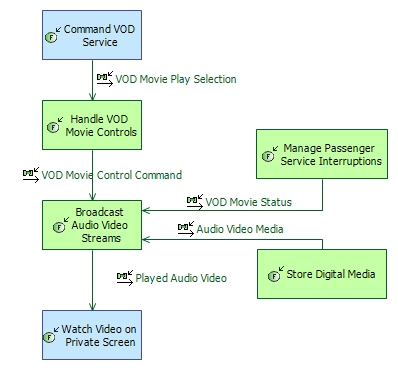 Command VOD
Service
VOD Movie Play Selection
Handle VOD
Movie Controls
Manage Passenger
Service Interruptions
VOD Movie Control Command
VOD Movie Status
Broadcast
Audio Video
Streams
Audio Video Media
Store Digital Media
Played Audio Video
Watch Video on
Private Screen